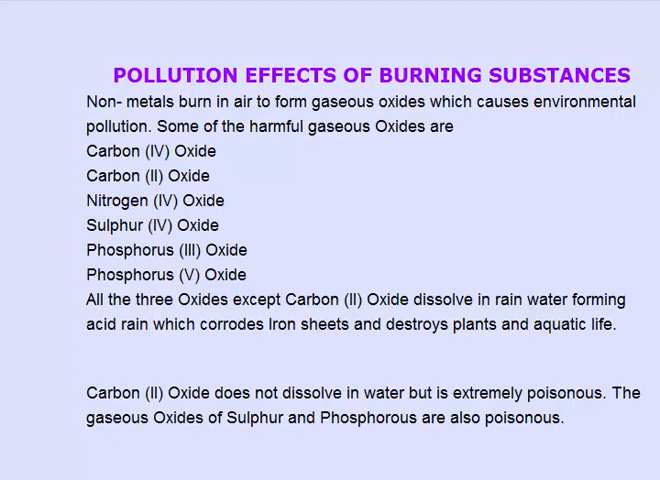 POLLUTION EFFECTS OF BURNING SUBSTANCES
Non- metals burn in air to form gaseous oxides which causes environmental
pollution. Some of the harmful gaseous Oxides are
Carbon (IV) Oxide
Carbon (II) Oxide
Nitrogen (IV) Oxide
Sulphur (IV) Oxide
Phosphorus (III) Oxide
Phosphorus (V) Oxide
All the three Oxides except Carbon (II) Oxide dissolve in rain water forming
acid rain which corrodes Iron sheets and destroys plants and aquatic life.
Carbon (II) Oxide does not dissolve in water but is extremely poisonous. The
gaseous Oxides of Sulphur and Phosphorous are also poisonous.